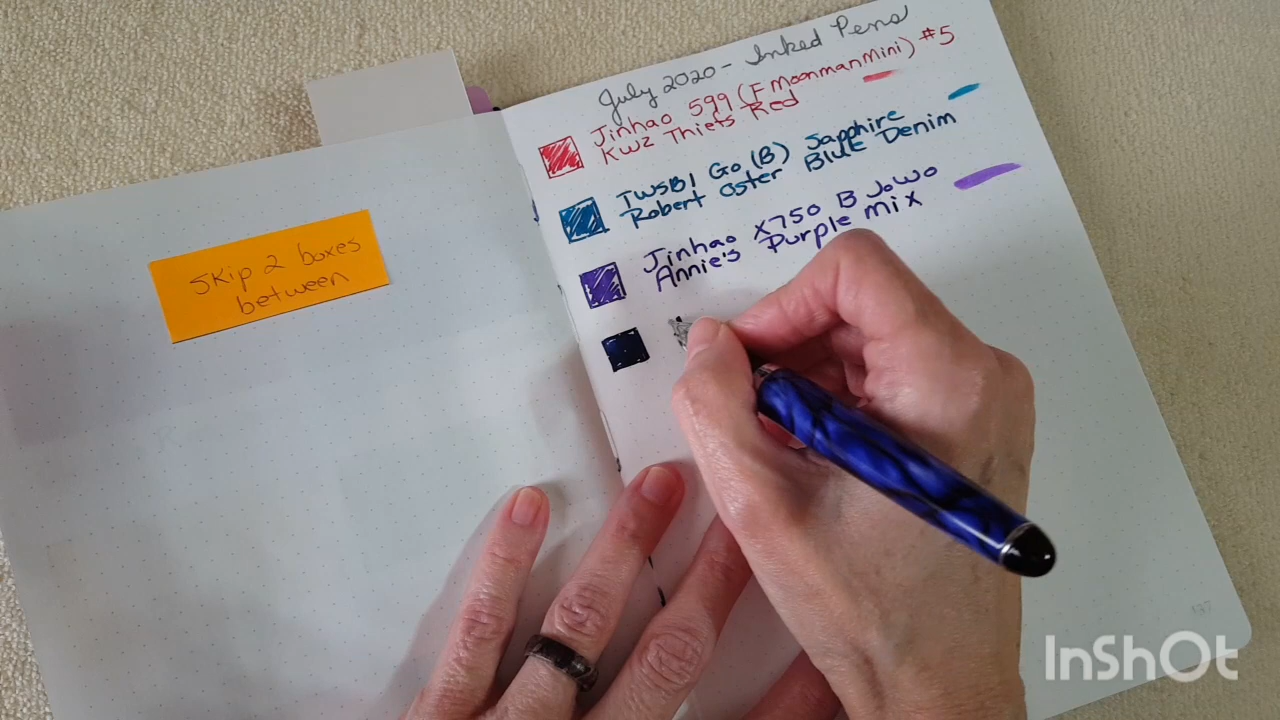 July 2020 - Inked Pens
Jinhao 599 (F Moonman Mini) #5
KWZ Thiefs Red
TWSBI Go (B) Sapphire
Robert Oster Blue Denim
Jinhao X750 B JoWo
Annie's Purple Mix
Skip 2 boxes
between
127
InShOt